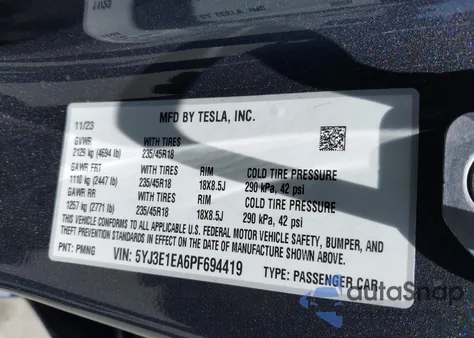 MFD BY TESLA, INC.
11/23
GVWR WITH TIRES
2129 kg (4694 lb) 235/45R18
GAWR FRT WITH TIRES RIM COLD TIRE PRESSURE
1110 kg (2447 lb) 235/45R18 18X8.5J 290 kPa, 42 psi
GAWR RR WITH TIRES RIM COLD TIRE PRESSURE
1257 kg (2771 lb) 235/45R18 18X8.5J 290 kPa, 42 psi
THIS VEHICLE CONFORMS TO ALL APPLICABLE U.S. FEDERAL MOTOR VEHICLE SAFETY, BUMPER, AND
THEFT PREVENTION STANDARDS IN EFFECT ON THE DATE OF MANUFACTURE SHOWN ABOVE.
PNT: PMNG VIN: 5YJ3E1EA6PF694419 TYPE: PASSENGER CAR
autoSnap